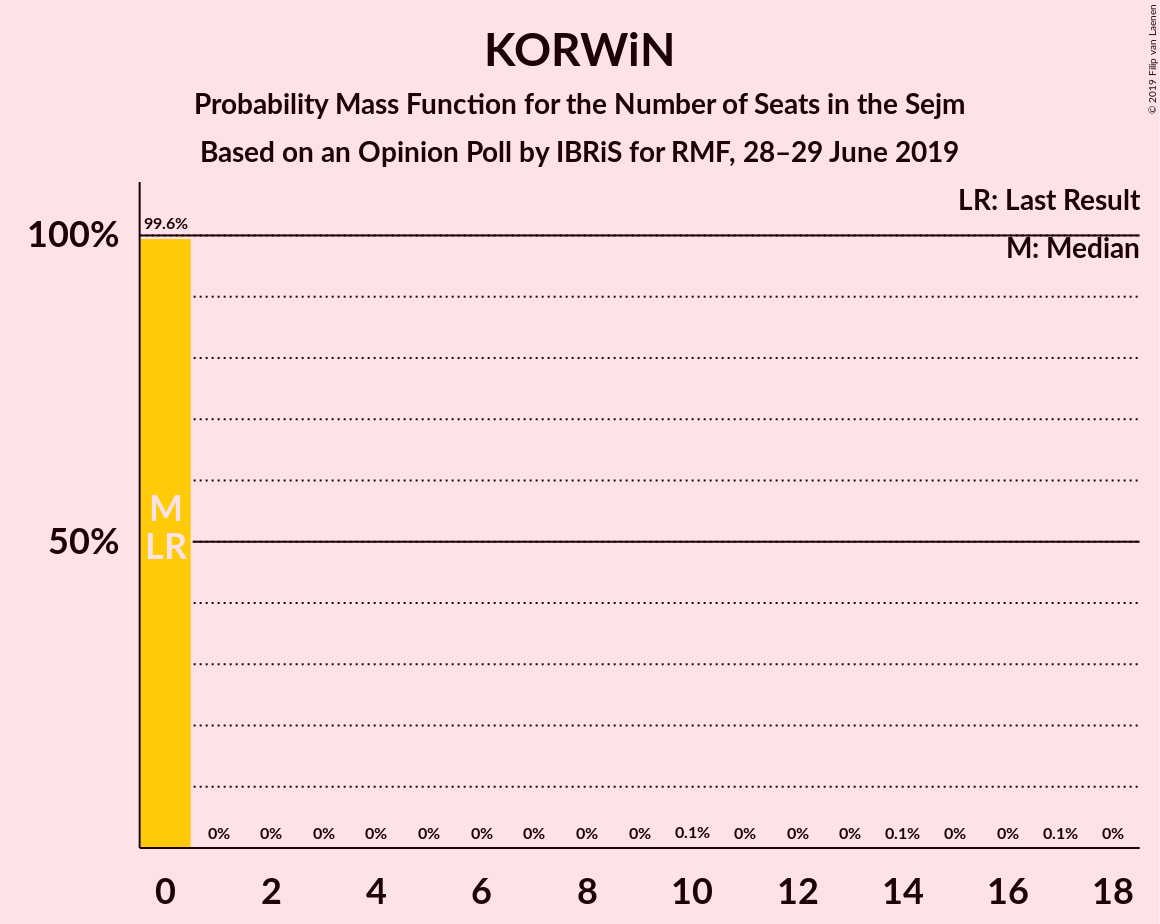 KORWiN
Probability Mass Function for the Number of Seats in the Sejm
Based on an Opinion Poll by IBRiS for RMF, 28–29 June 2019
© 2019 Filip van Laenen
LR: Last Result
M: Median
99.6%
100%
50%
M
LR
0% 0% 0% 0% 0% 0% 0% 0% 0% 0.1% 0% 0% 0% 0.1% 0% 0% 0.1% 0%
0 2 4 6 8 10 12 14 16 18